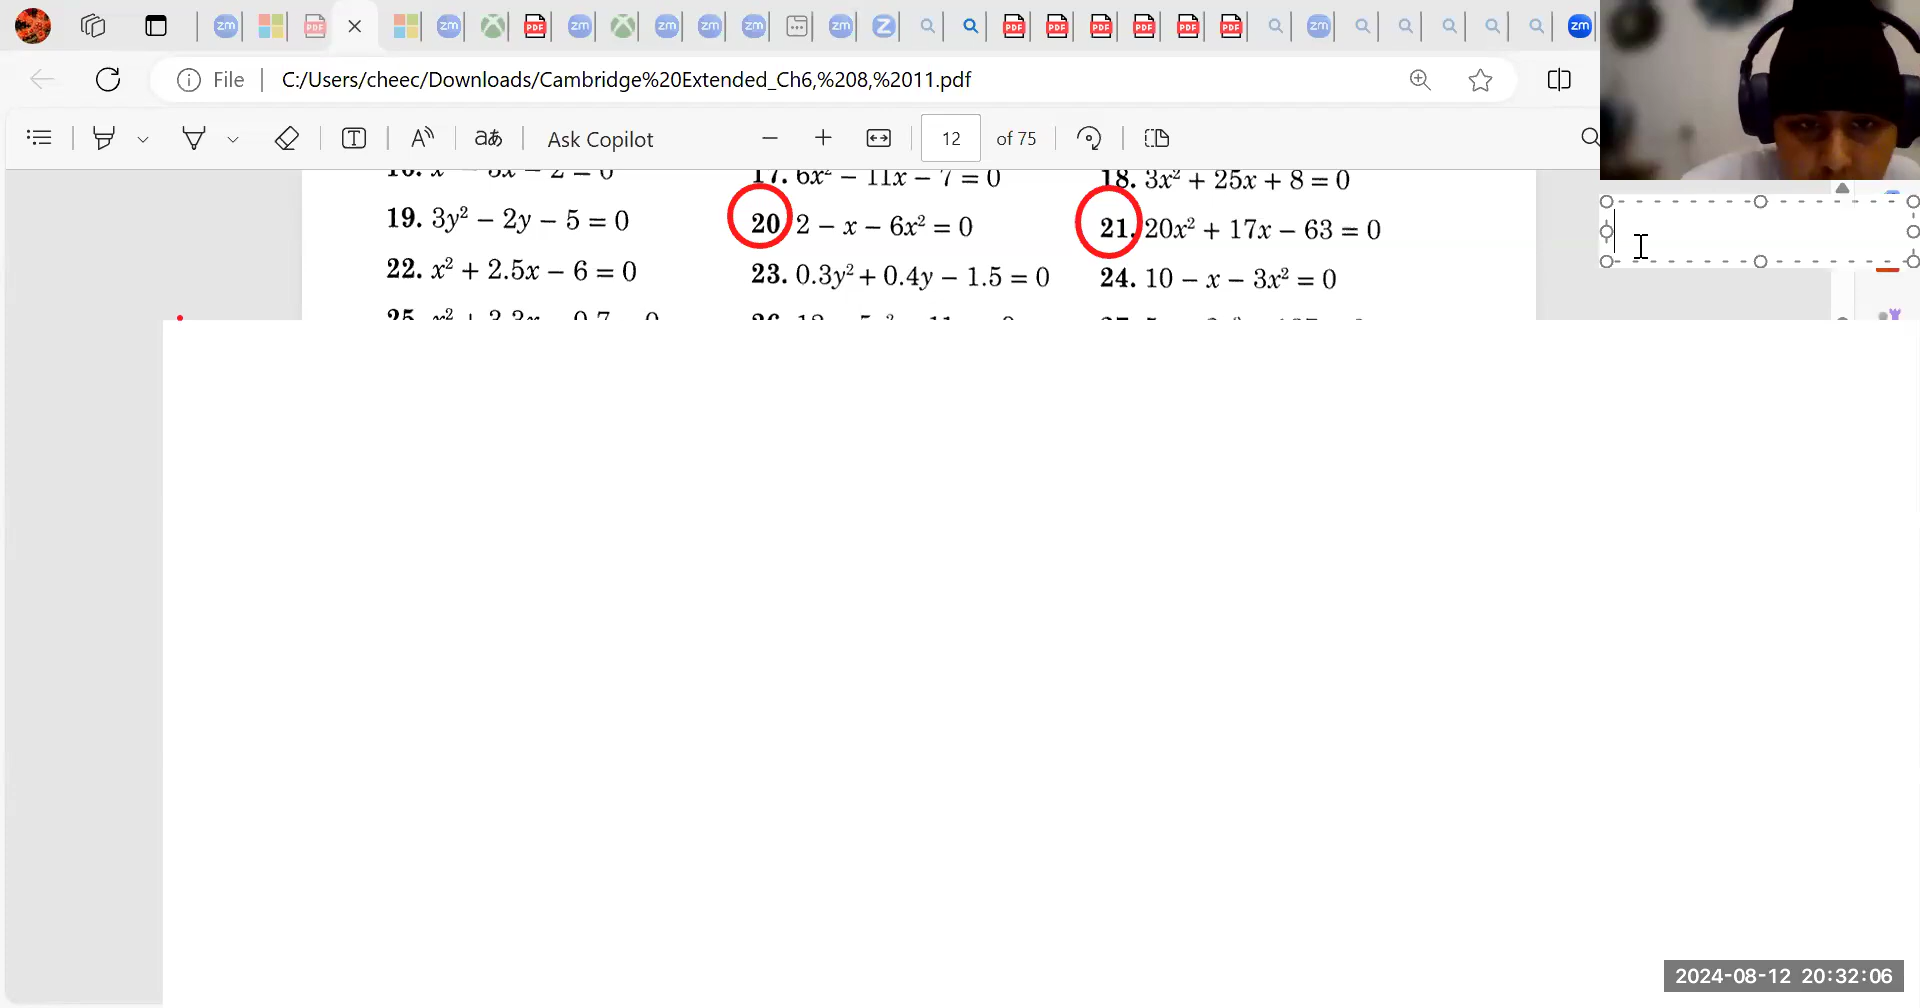 File C:/Users/cheec/Downloads/Cambridge%20Extended_Ch6,%208,%2011.pdf
Ask Copilot 12 of 75
17. 6x² − 11x − 7 = 0 18. 3x² + 25x + 8 = 0
19. 3y² − 2y − 5 = 0 20 2 − x − 6x² = 0 21. 20x² + 17x − 63 = 0
22. x² + 2.5x − 6 = 0 23. 0.3y² + 0.4y − 1.5 = 0 24. 10 − x − 3x² = 0
2024-08-12 20:32:06